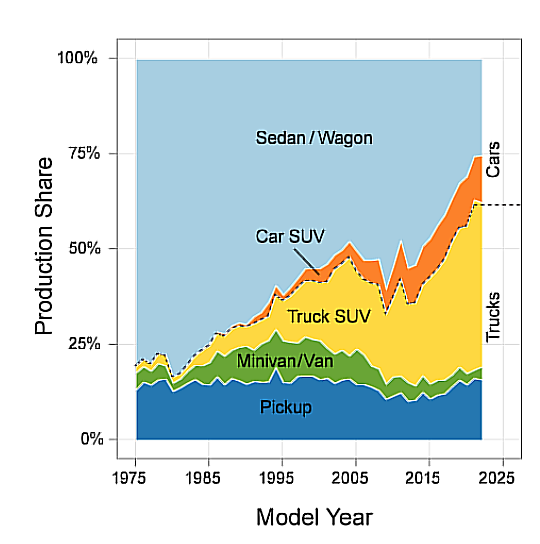 100%
75%
50%
25%
0%
Production Share
Sedan / Wagon
Car SUV
Truck SUV
Minivan/Van
Pickup
Cars
Trucks
1975 1985 1995 2005 2015 2025
Model Year